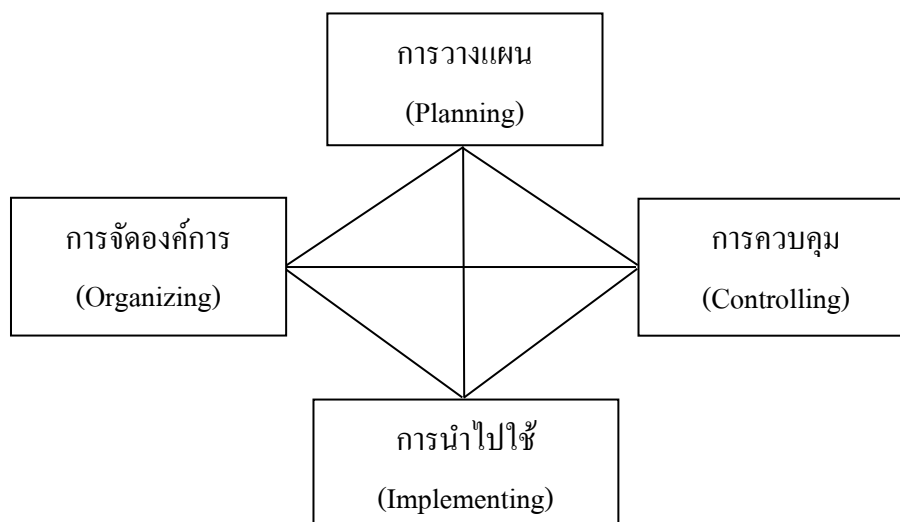 การวางแผน
(Planning)
การจัดองค์การ
(Organizing)
การควบคุม
(Controlling)
การนำไปใช้
(Implementing)